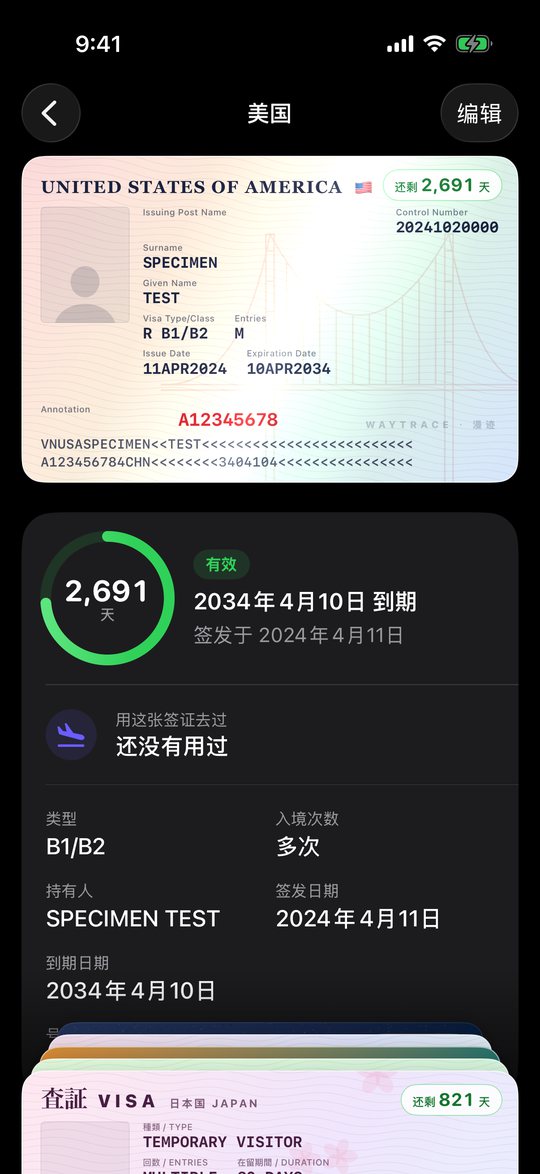 9:41
美国
编辑
UNITED STATES OF AMERICA 还剩 2,691 天
Issuing Post Name
Control Number
20241020000
Surname
SPECIMEN
Given Name
TEST
Visa Type/Class Entries
R B1/B2 M
Issue Date Expiration Date
11APR2024 10APR2034
Annotation
A12345678
WAYTRACE · 漫迹
VNUSASPECIMEN<<TEST<<<<<<<<<<<<<<<<<<<<<<<<<<
A123456784CHN<<<<<<<<3404104<<<<<<<<<<<<<<<<
2,691
天
有效
2034年4月10日 到期
签发于 2024年4月11日
用这张签证去过
还没有用过
类型 入境次数
B1/B2 多次
持有人 签发日期
SPECIMEN TEST 2024年4月11日
到期日期
2034年4月10日
査証 VISA 日本国 JAPAN 还剩 821 天
種類 / TYPE
TEMPORARY VISITOR
回数 / ENTRIES 在留期間 / DURATION